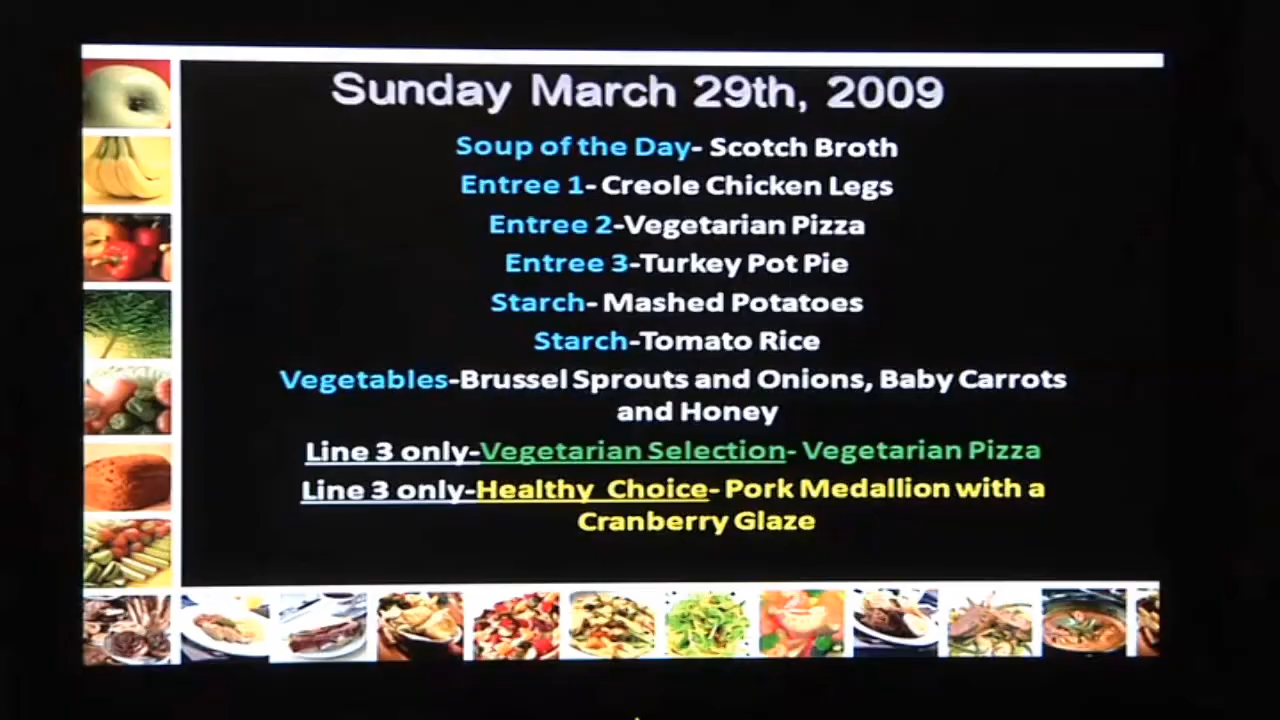 Sunday March 29th, 2009
Soup of the Day- Scotch Broth
Entree 1- Creole Chicken Legs
Entree 2-Vegetarian Pizza
Entree 3-Turkey Pot Pie
Starch- Mashed Potatoes
Starch-Tomato Rice
Vegetables-Brussel Sprouts and Onions, Baby Carrots
and Honey
Line 3 only-Vegetarian Selection- Vegetarian Pizza
Line 3 only-Healthy Choice- Pork Medallion with a
Cranberry Glaze